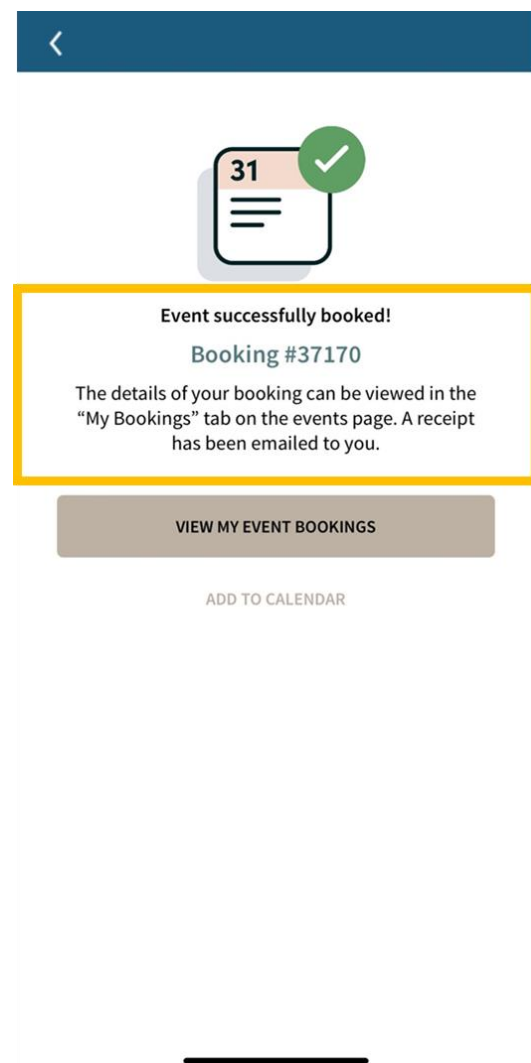 31
Event successfully booked!
Booking #37170
The details of your booking can be viewed in the
“My Bookings” tab on the events page. A receipt
has been emailed to you.
VIEW MY EVENT BOOKINGS
ADD TO CALENDAR